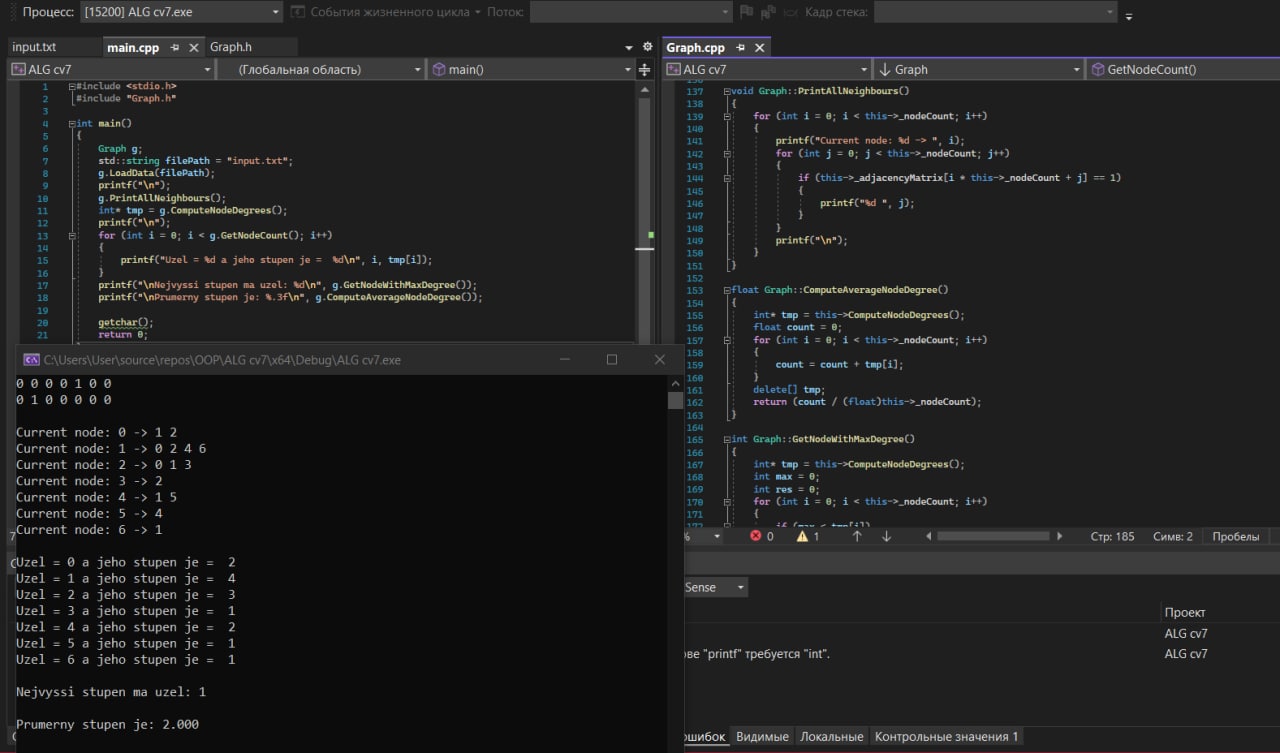 Процесс: [15200] ALG cv7.exe События жизненного цикла Поток: Кадр стека:
input.txt main.cpp Graph.h
ALG cv7 (Глобальная область) main()
1 #include <stdio.h>
2 #include "Graph.h"
3
4 int main()
5 {
6 Graph g;
7 std::string filePath = "input.txt";
8 g.LoadData(filePath);
9 printf("\n");
10 g.PrintAllNeighbours();
11 int* tmp = g.ComputeNodeDegrees();
12 printf("\n");
13 for (int i = 0; i < g.GetNodeCount(); i++)
14 {
15 printf("Uzel = %d a jeho stupen je =  %d\n", i, tmp[i]);
16 }
17 printf("\nNejvyssi stupen ma uzel: %d\n", g.GetNodeWithMaxDegree());
18 printf("\nPrumerny stupen je: %.3f\n", g.ComputeAverageNodeDegree());
19
20 getchar();
21 return 0;
C:\Users\User\source\repos\OOP\ALG cv7\x64\Debug\ALG cv7.exe
0 0 0 0 1 0 0
0 1 0 0 0 0 0
Current node: 0 -> 1 2
Current node: 1 -> 0 2 4 6
Current node: 2 -> 0 1 3
Current node: 3 -> 2
Current node: 4 -> 1 5
Current node: 5 -> 4
Current node: 6 -> 1
Uzel = 0 a jeho stupen je =  2
Uzel = 1 a jeho stupen je =  4
Uzel = 2 a jeho stupen je =  3
Uzel = 3 a jeho stupen je =  1
Uzel = 4 a jeho stupen je =  2
Uzel = 5 a jeho stupen je =  1
Uzel = 6 a jeho stupen je =  1
Nejvyssi stupen ma uzel: 1
Prumerny stupen je: 2.000
Graph.cpp
ALG cv7 Graph GetNodeCount()
137 void Graph::PrintAllNeighbours()
138 {
139 for (int i = 0; i < this->_nodeCount; i++)
140 {
141 printf("Current node: %d -> ", i);
142 for (int j = 0; j < this->_nodeCount; j++)
143 {
144 if (this->_adjacencyMatrix[i * this->_nodeCount + j] == 1)
145 {
146 printf("%d ", j);
147 }
148 }
149 printf("\n");
150 }
151 }
152
153 float Graph::ComputeAverageNodeDegree()
154 {
155 int* tmp = this->ComputeNodeDegrees();
156 float count = 0;
157 for (int i = 0; i < this->_nodeCount; i++)
158 {
159 count = count + tmp[i];
160 }
161 delete[] tmp;
162 return (count / (float)this->_nodeCount);
163 }
164
165 int Graph::GetNodeWithMaxDegree()
166 {
167 int* tmp = this->ComputeNodeDegrees();
168 int max = 0;
169 int res = 0;
170 for (int i = 0; i < this->_nodeCount; i++)
171 {
172 if (max < tmp[i])
% 0 1 Стр: 185 Симв: 2 Пробелы
Sense
Проект
ALG cv7
ове "printf" требуется "int". ALG cv7
ошибок Видимые Локальные Контрольные значения 1